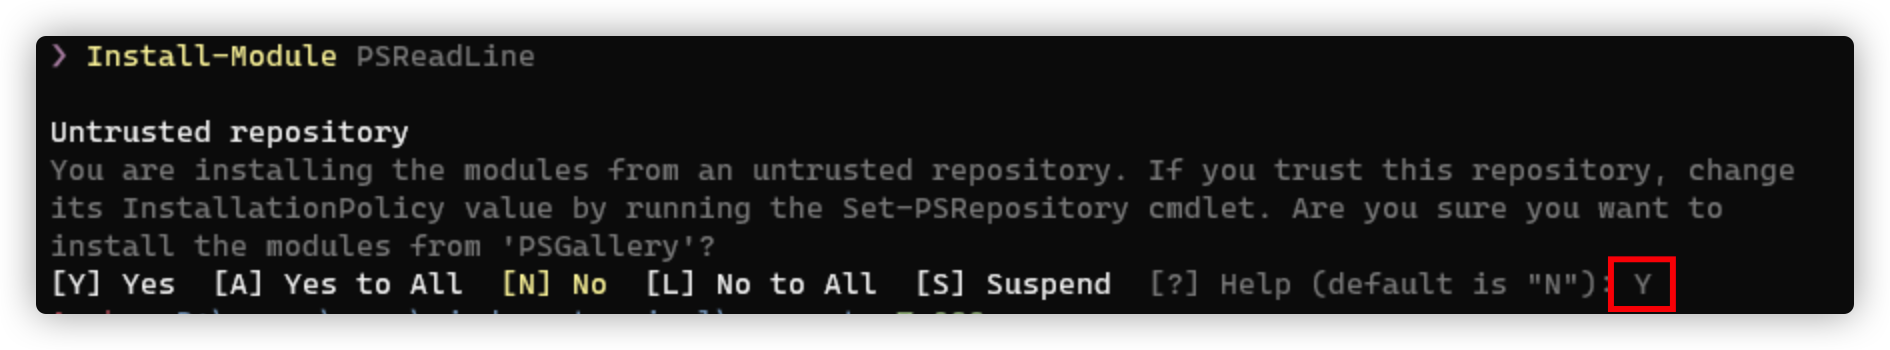 ❯ Install-Module PSReadLine
Untrusted repository
You are installing the modules from an untrusted repository. If you trust this repository, change
its InstallationPolicy value by running the Set-PSRepository cmdlet. Are you sure you want to
install the modules from 'PSGallery'?
[Y] Yes  [A] Yes to All  [N] No  [L] No to All  [S] Suspend  [?] Help (default is "N"): Y